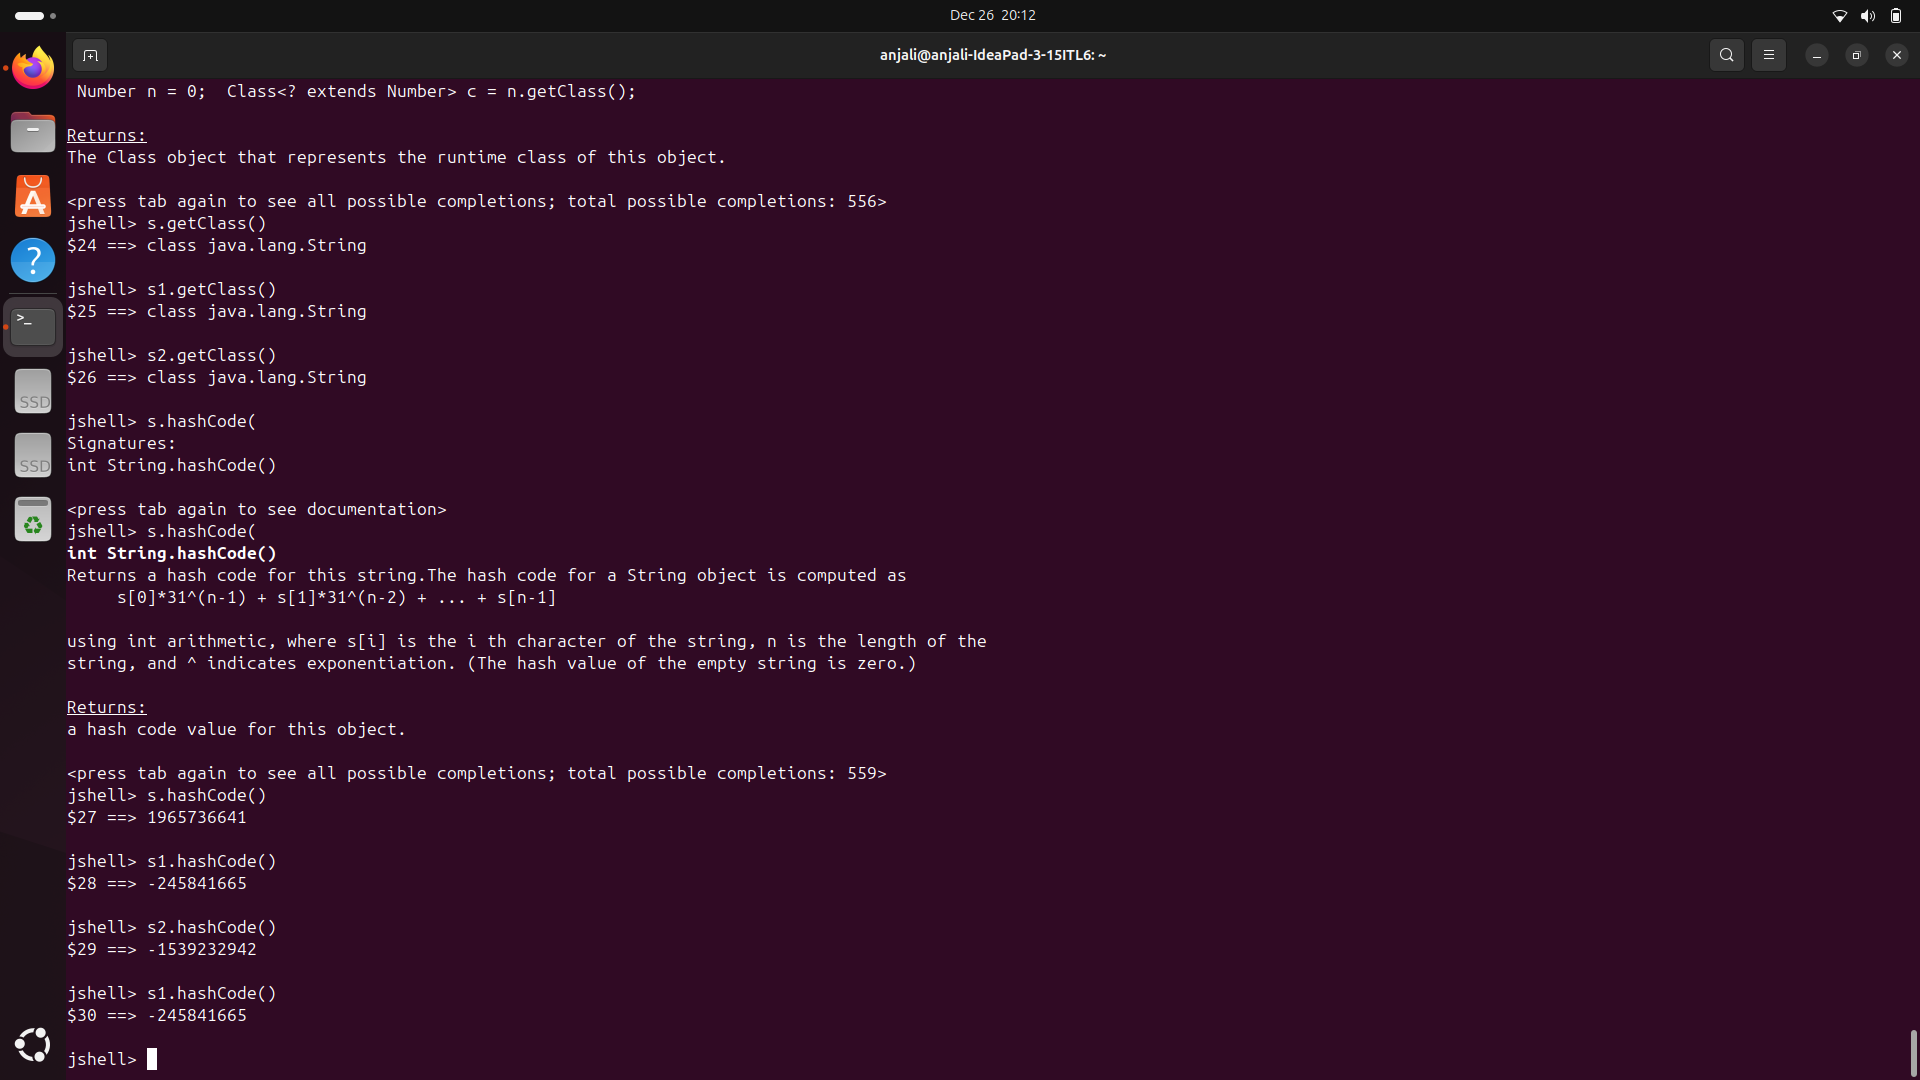 Dec 26 20:12
anjali@anjali-IdeaPad-3-15ITL6: ~
Number n = 0;  Class<? extends Number> c = n.getClass();
Returns:
The Class object that represents the runtime class of this object.
<press tab again to see all possible completions; total possible completions: 556>
jshell> s.getClass()
$24 ==> class java.lang.String
jshell> s1.getClass()
$25 ==> class java.lang.String
jshell> s2.getClass()
$26 ==> class java.lang.String
jshell> s.hashCode(
Signatures:
int String.hashCode()
<press tab again to see documentation>
jshell> s.hashCode(
int String.hashCode()
Returns a hash code for this string.The hash code for a String object is computed as
s[0]*31^(n-1) + s[1]*31^(n-2) + ... + s[n-1]
using int arithmetic, where s[i] is the i th character of the string, n is the length of the
string, and ^ indicates exponentiation. (The hash value of the empty string is zero.)
Returns:
a hash code value for this object.
<press tab again to see all possible completions; total possible completions: 559>
jshell> s.hashCode()
$27 ==> 1965736641
jshell> s1.hashCode()
$28 ==> -245841665
jshell> s2.hashCode()
$29 ==> -1539232942
jshell> s1.hashCode()
$30 ==> -245841665
jshell>
SSD
SSD